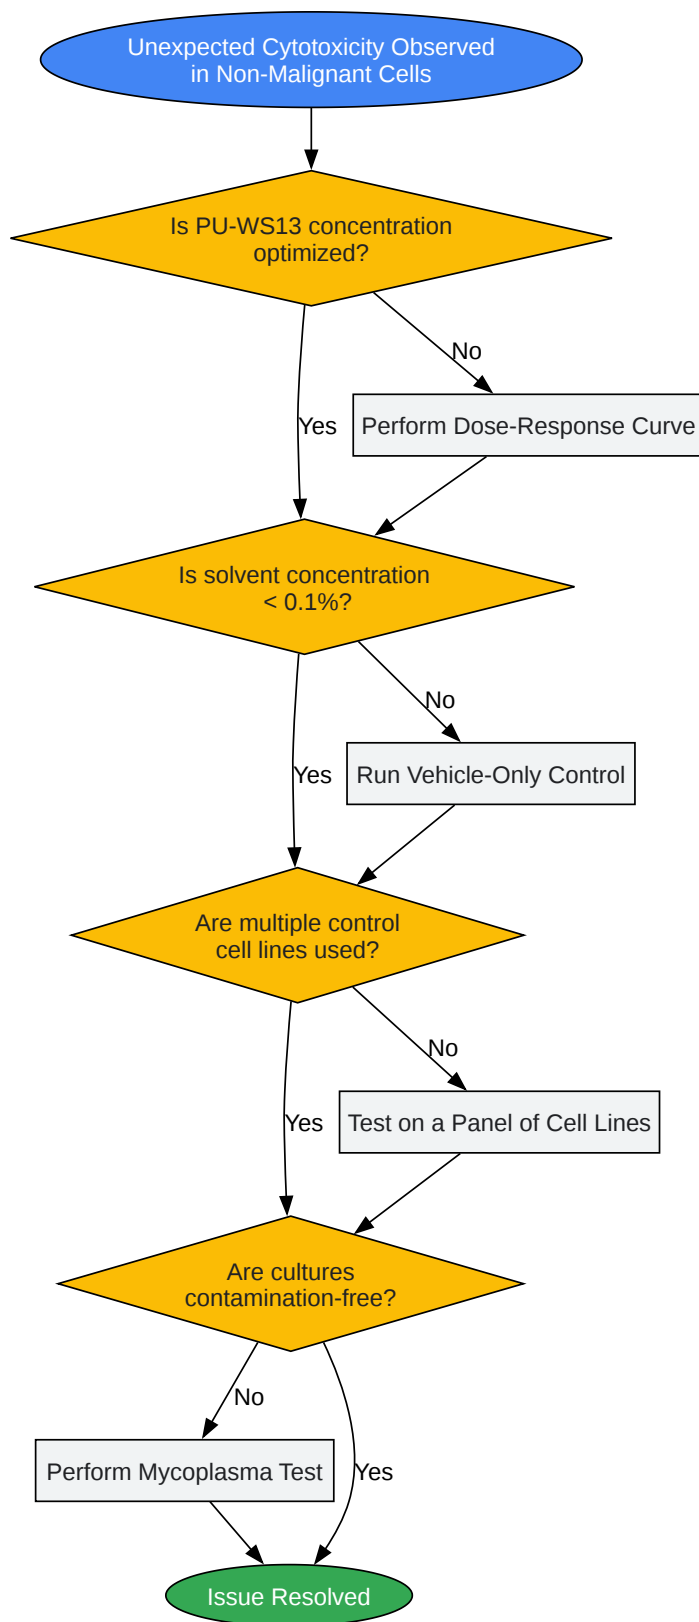 Unexpected Cytotoxicity Observed
in Non-Malignant Cells
Is PU-WS13 concentration
optimized?
No
Yes
Perform Dose-Response Curve
Is solvent concentration
< 0.1%?
No
Yes
Run Vehicle-Only Control
Are multiple control
cell lines used?
No
Yes
Test on a Panel of Cell Lines
Are cultures
contamination-free?
No
Perform Mycoplasma Test
Yes
Issue Resolved